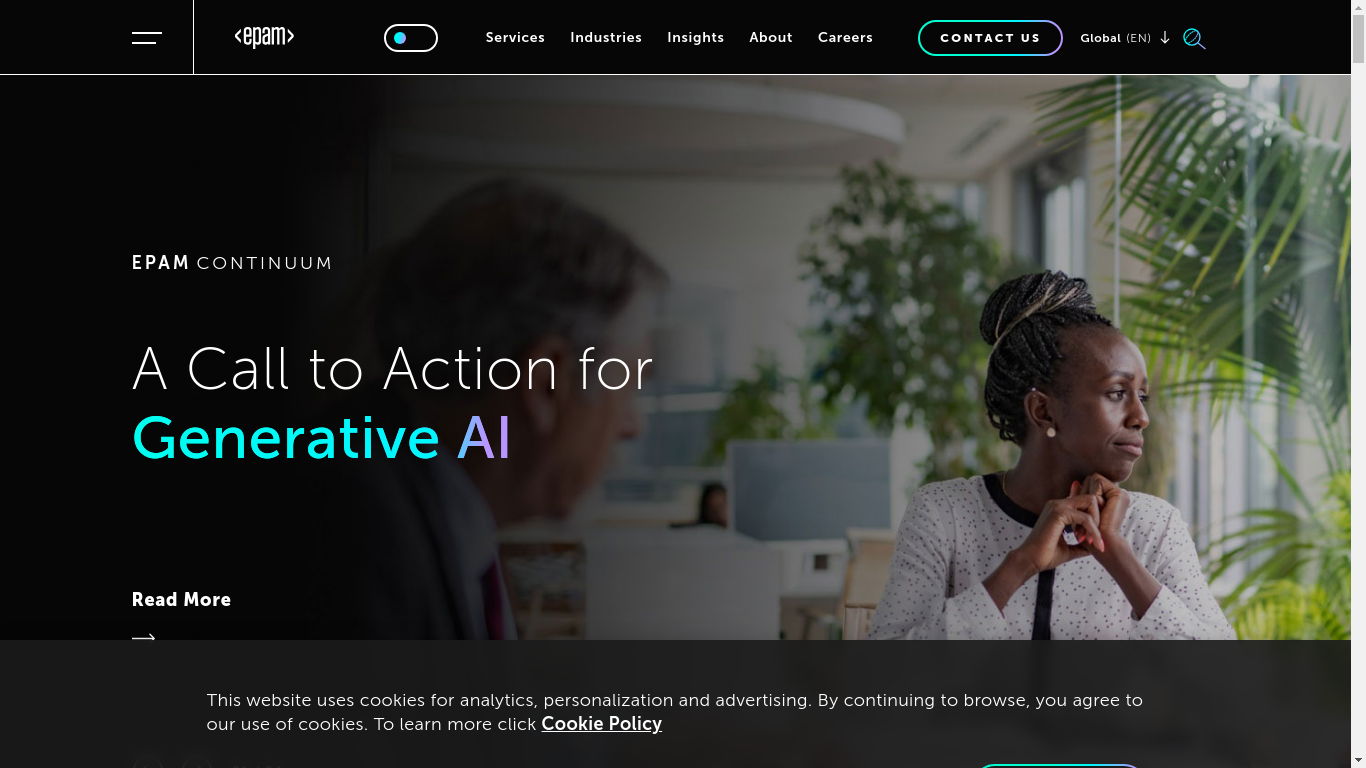 <epam>
Services
Industries
Insights
About
Careers
CONTACT US
Global (EN)
EPAM CONTINUUM
A Call to Action for
Generative AI
Read More
This website uses cookies for analytics, personalization and advertising. By continuing to browse, you agree to
our use of cookies. To learn more click Cookie Policy